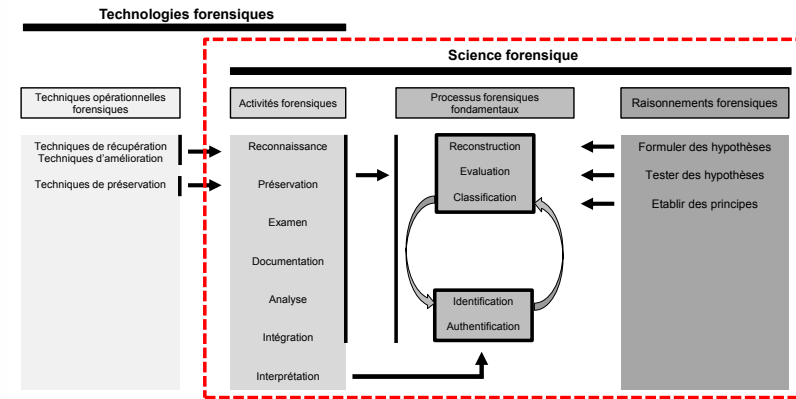 Technologies forensiques
Science forensique
Techniques opérationnelles
forensiques
Activités forensiques
Processus forensiques
fondamentaux
Raisonnements forensiques
Techniques de récupération
Techniques d'amélioration
Techniques de préservation
Reconnaissance
Préservation
Examen
Documentation
Analyse
Intégration
Interprétation
Reconstruction
Evaluation
Classification
Identification
Authentification
Formuler des hypothèses
Tester des hypothèses
Etablir des principes